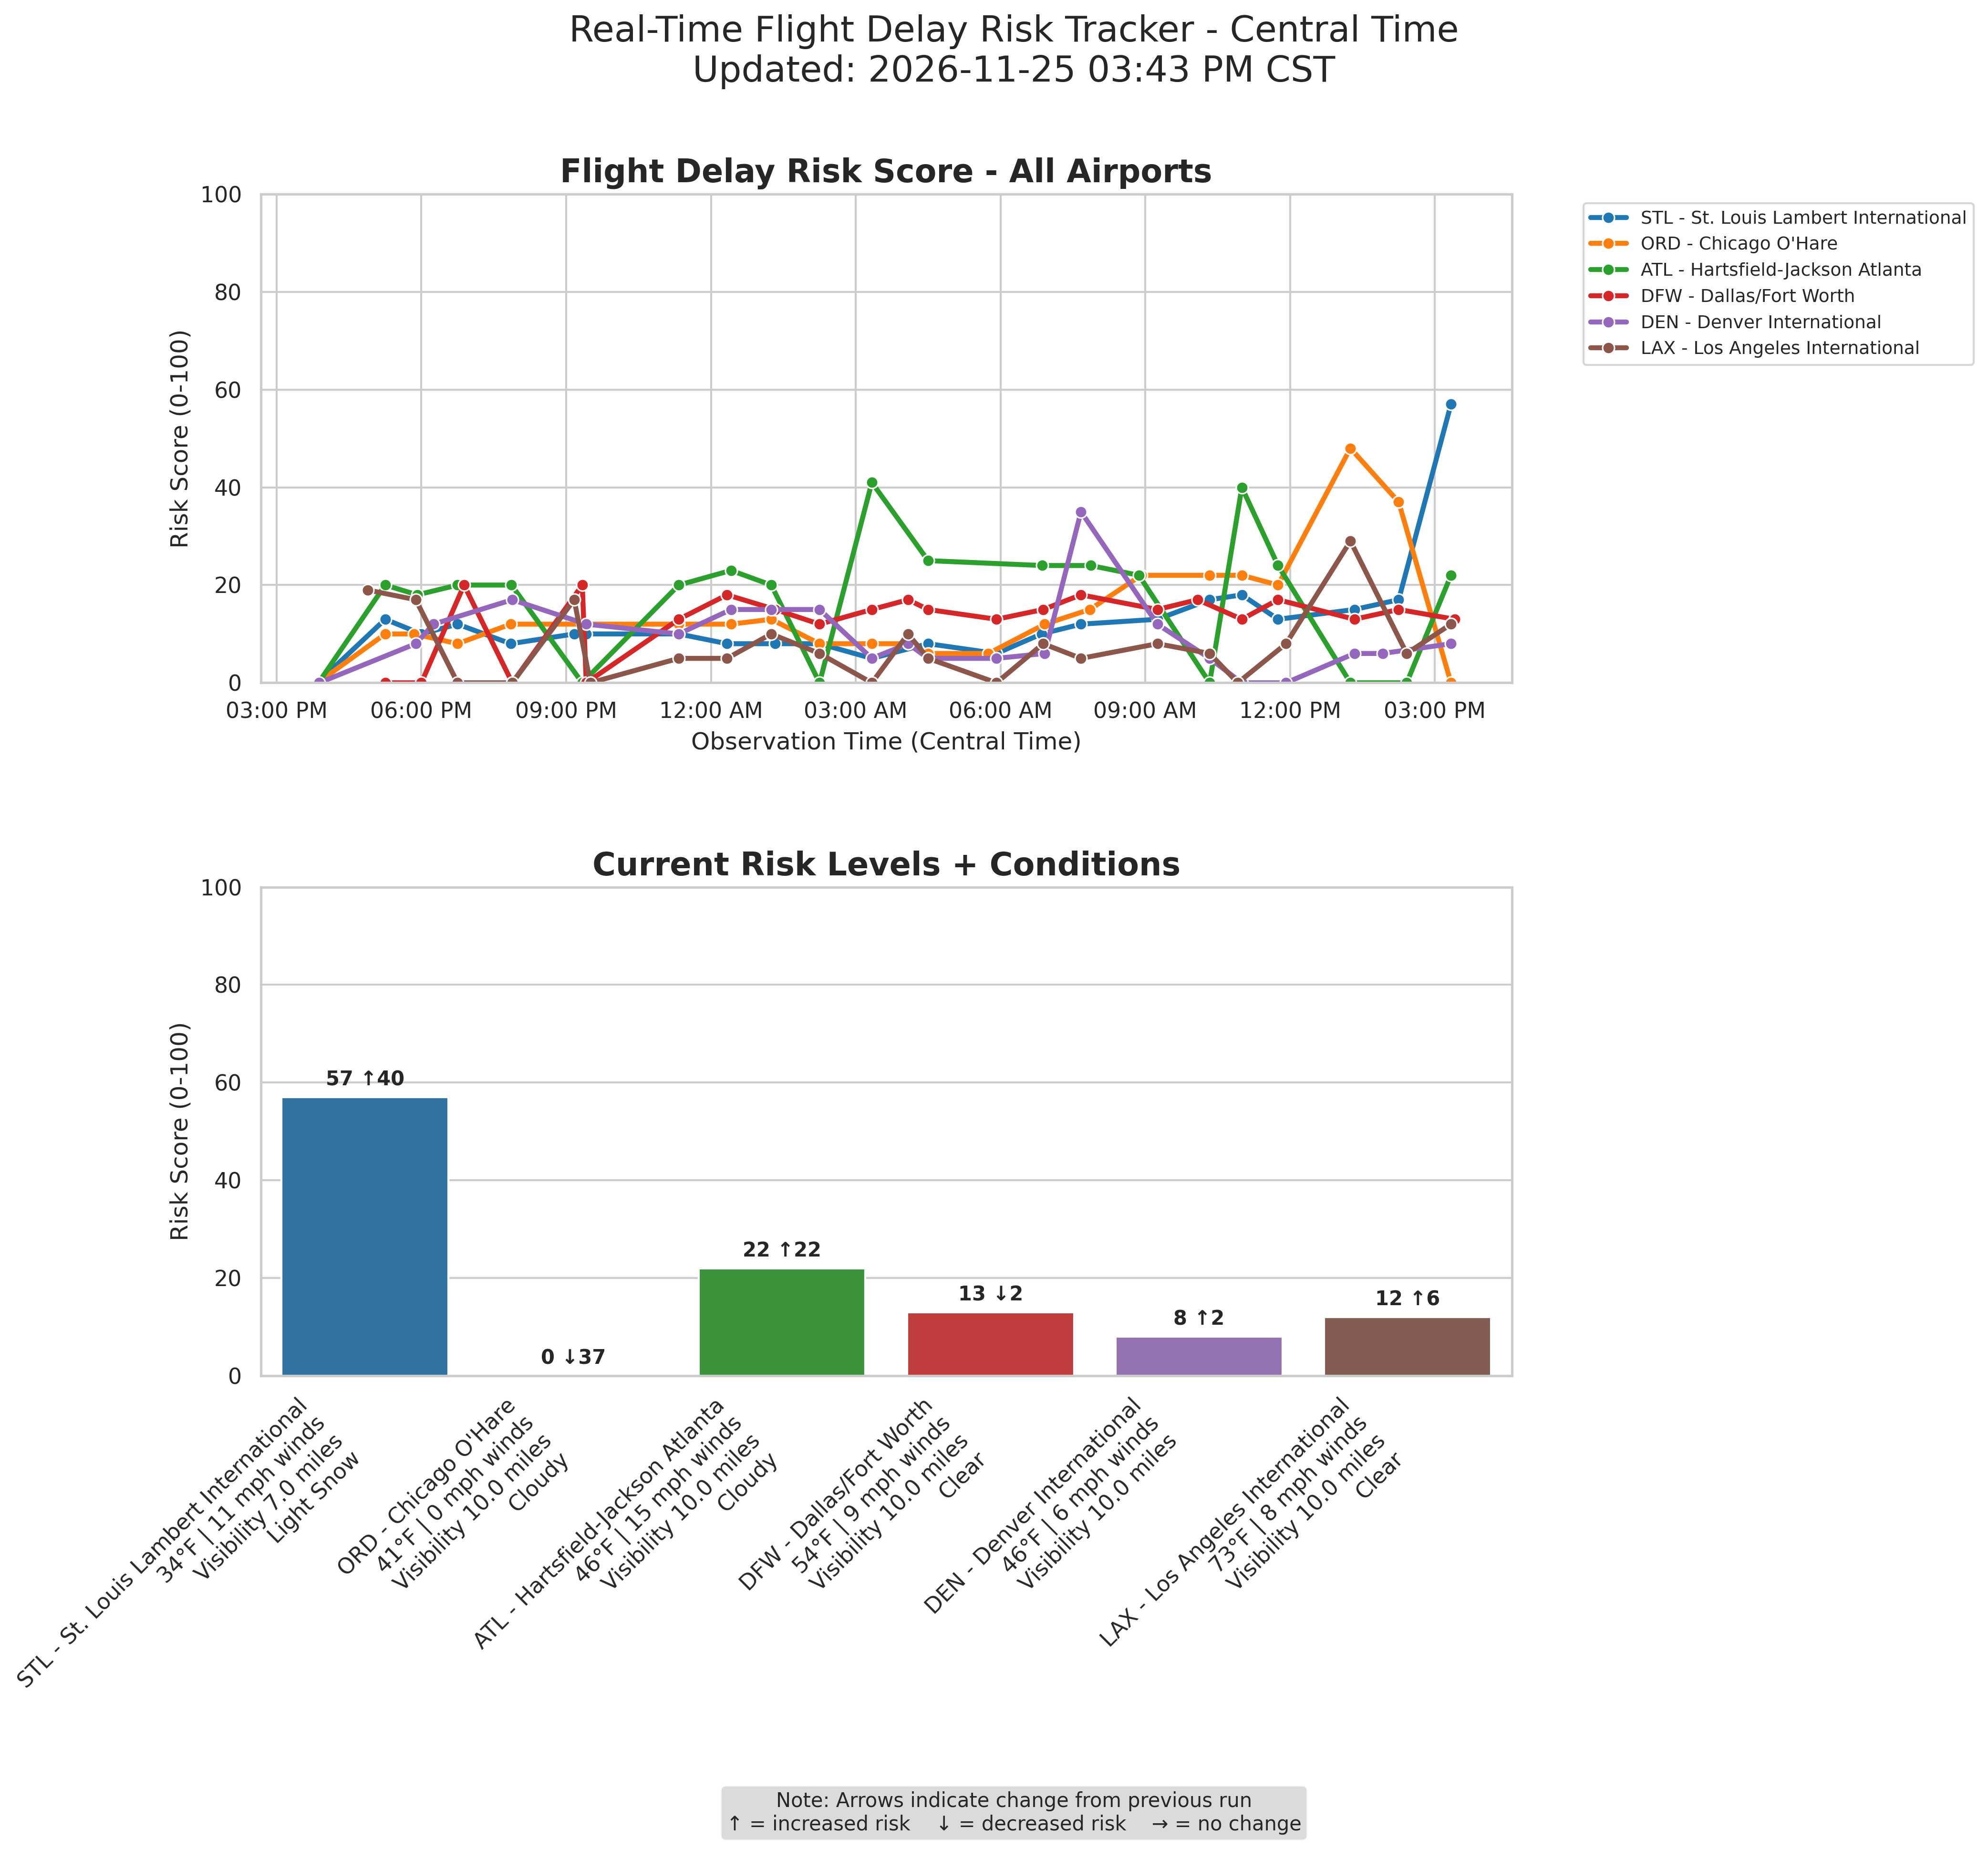 Real-Time Flight Delay Risk Tracker - Central Time
Updated: 2026-11-25 03:43 PM CST
Flight Delay Risk Score - All Airports
100
80
60
40
20
0
Risk Score (0-100)
03:00 PM
06:00 PM
09:00 PM
12:00 AM
03:00 AM
06:00 AM
09:00 AM
12:00 PM
03:00 PM
Observation Time (Central Time)
STL - St. Louis Lambert International
ORD - Chicago O'Hare
ATL - Hartsfield-Jackson Atlanta
DFW - Dallas/Fort Worth
DEN - Denver International
LAX - Los Angeles International
Current Risk Levels + Conditions
100
80
60
40
20
0
Risk Score (0-100)
57 ↑40
0 ↓37
22 ↑22
13 ↓2
8 ↑2
12 ↑6
STL - St. Louis Lambert International
34°F | 11 mph winds
Visibility 7.0 miles
Light Snow
ORD - Chicago O'Hare
41°F | 0 mph winds
Visibility 10.0 miles
Cloudy
ATL - Hartsfield-Jackson Atlanta
46°F | 15 mph winds
Visibility 10.0 miles
Cloudy
DFW - Dallas/Fort Worth
54°F | 9 mph winds
Visibility 10.0 miles
Clear
DEN - Denver International
46°F | 6 mph winds
Visibility 10.0 miles
LAX - Los Angeles International
73°F | 8 mph winds
Visibility 10.0 miles
Clear
Note: Arrows indicate change from previous run
↑ = increased risk ↓ = decreased risk → = no change